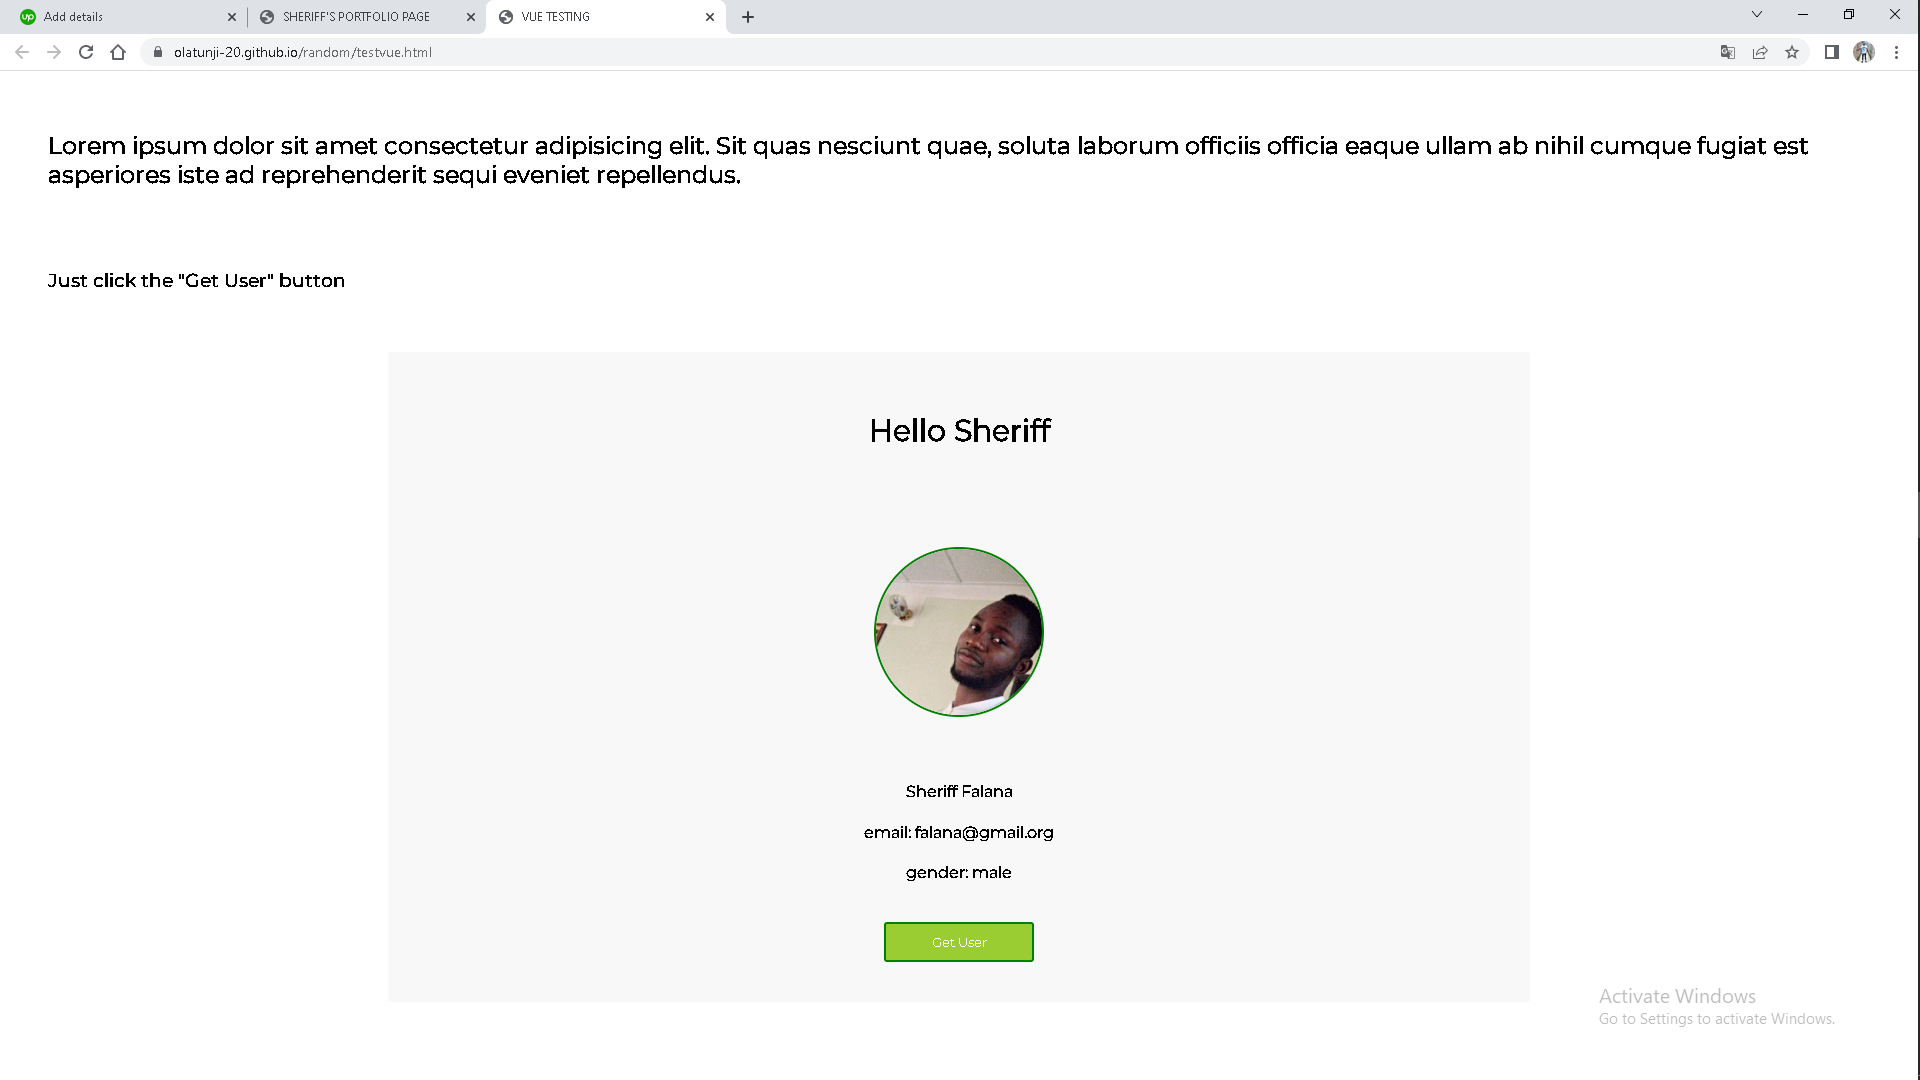 up Add details
SHERIFF'S PORTFOLIO PAGE
VUE TESTING
olatunji-20.github.io/random/testvue.html
Lorem ipsum dolor sit amet consectetur adipisicing elit. Sit quas nesciunt quae, soluta laborum officiis officia eaque ullam ab nihil cumque fugiat est
asperiores iste ad reprehenderit sequi eveniet repellendus.
Just click the "Get User" button
Hello Sheriff
Sheriff Falana
email: falana@gmail.org
gender: male
Get User
Activate Windows
Go to Settings to activate Windows.